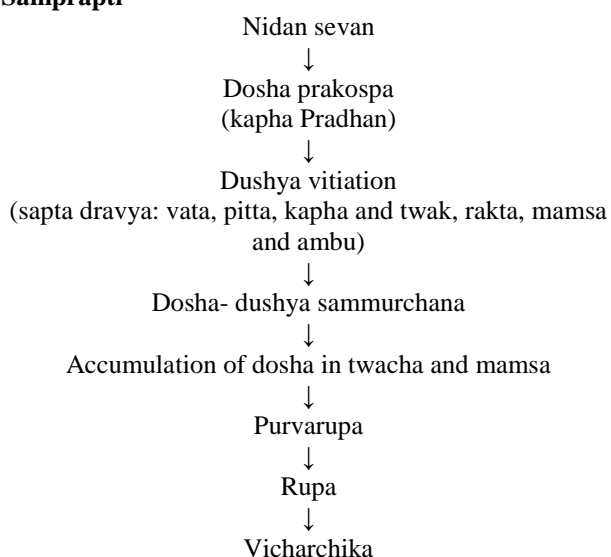 Samprapti
Nidan sevan
↓
Dosha prakospa
(kapha Pradhan)
↓
Dushya vitiation
(sapta dravya: vata, pitta, kapha and twak, rakta, mamsa
and ambu)
↓
Dosha- dushya sammurchana
↓
Accumulation of dosha in twacha and mamsa
↓
Purvarupa
↓
Rupa
↓
Vicharchika